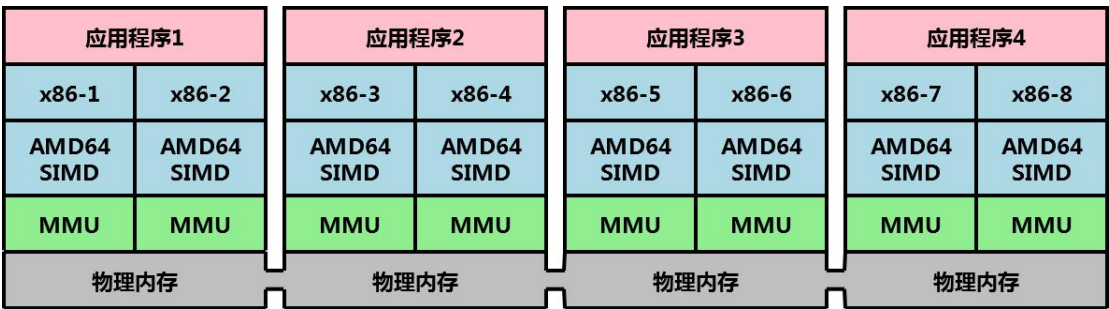 应用程序1 应用程序2 应用程序3 应用程序4
x86-1 x86-2 x86-3 x86-4 x86-5 x86-6 x86-7 x86-8
AMD64 AMD64 AMD64 AMD64 AMD64 AMD64 AMD64 AMD64
SIMD SIMD SIMD SIMD SIMD SIMD SIMD SIMD
MMU MMU MMU MMU MMU MMU MMU MMU
物理内存 物理内存 物理内存 物理内存